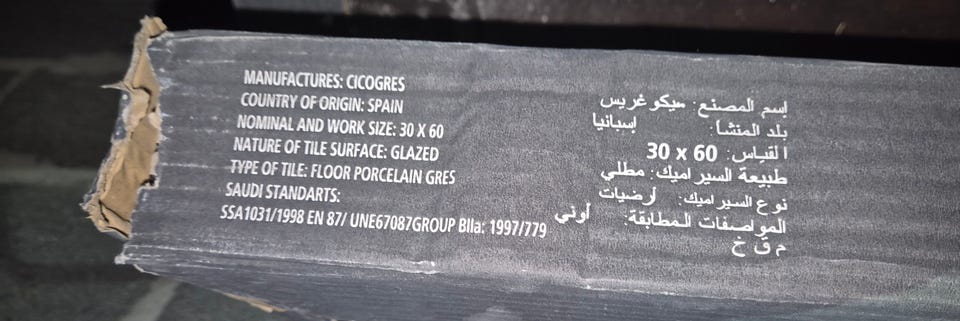 MANUFACTURES: CICOGRES
COUNTRY OF ORIGIN: SPAIN
NOMINAL AND WORK SIZE: 30 X 60
NATURE OF TILE SURFACE: GLAZED
TYPE OF TILE: FLOOR PORCELAIN GRES
SAUDI STANDARTS:
SSA1031/1998 EN 87/ UNE67087GROUP BIIa: 1997/779
إسم المصنع: سيكو غريس
بلد المنشأ: إسبانيا
القياس: 60 x 30
طبيعة السيراميك: مطلي
نوع السيراميك: أرضيات
المواصفات المطابقة: أوني
م ق خ